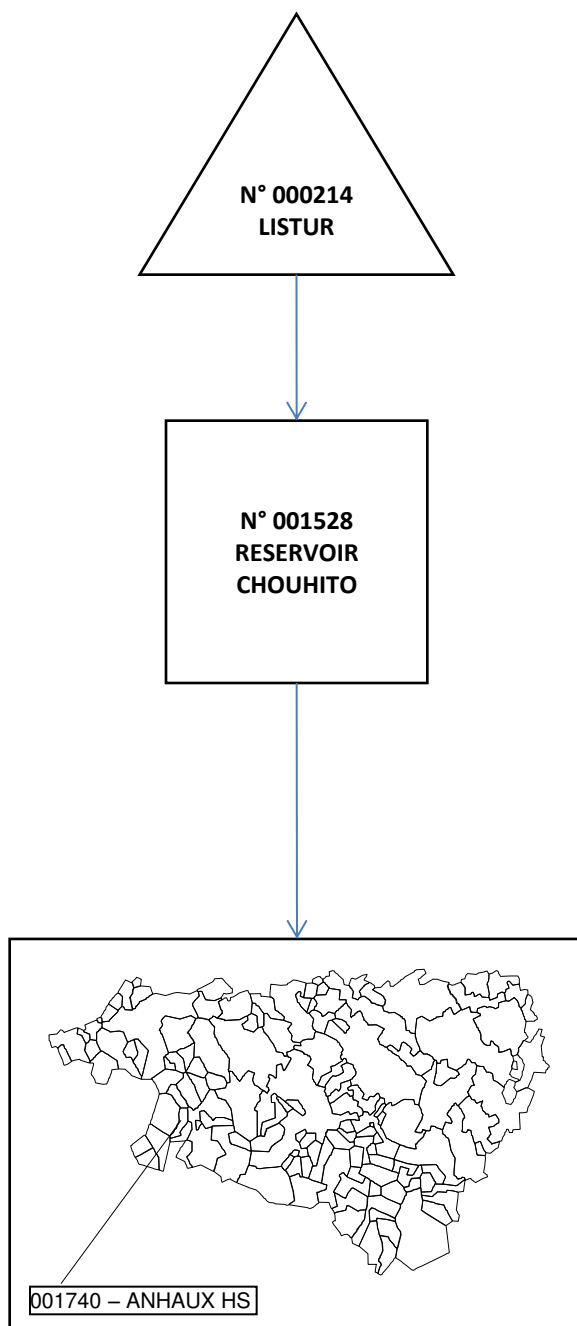 N° 000214
LISTUR
N° 001528
RESERVOIR
CHOUHITO
001740 – ANHAUX HS